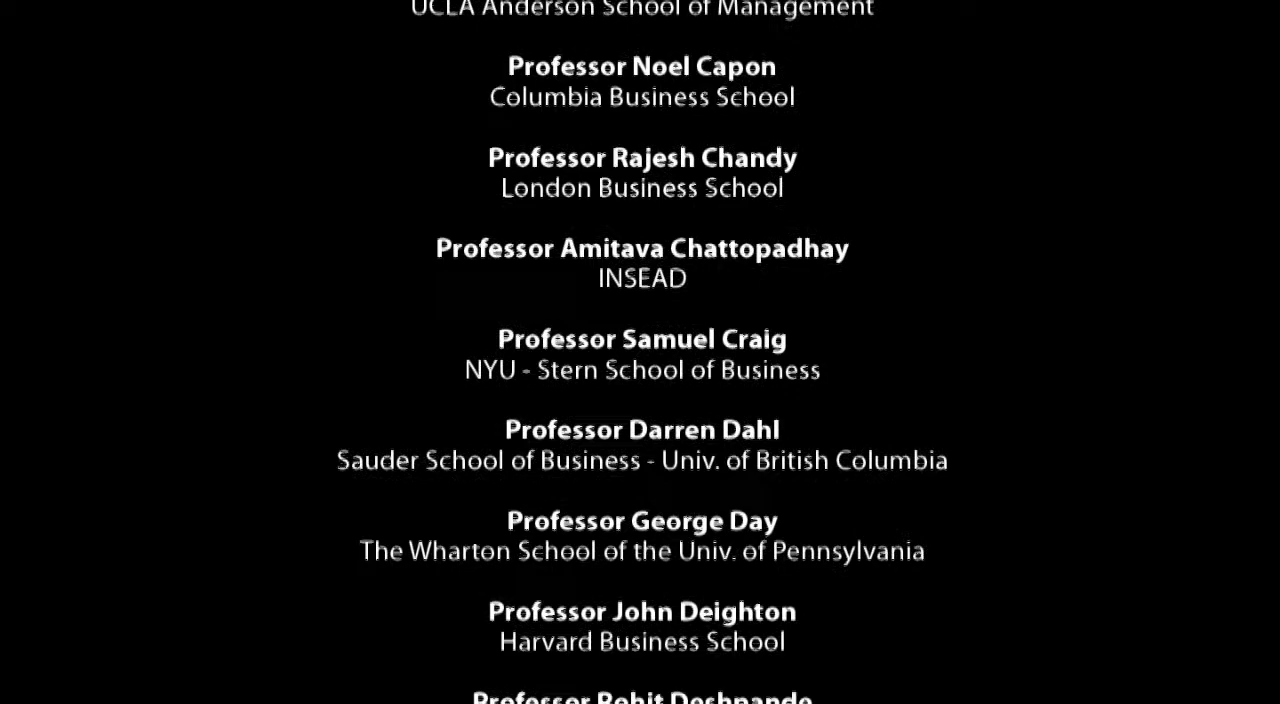 UCLA Anderson School of Management
Professor Noel Capon
Columbia Business School
Professor Rajesh Chandy
London Business School
Professor Amitava Chattopadhay
INSEAD
Professor Samuel Craig
NYU - Stern School of Business
Professor Darren Dahl
Sauder School of Business - Univ. of British Columbia
Professor George Day
The Wharton School of the Univ. of Pennsylvania
Professor John Deighton
Harvard Business School
Professor Rohit Deshpande